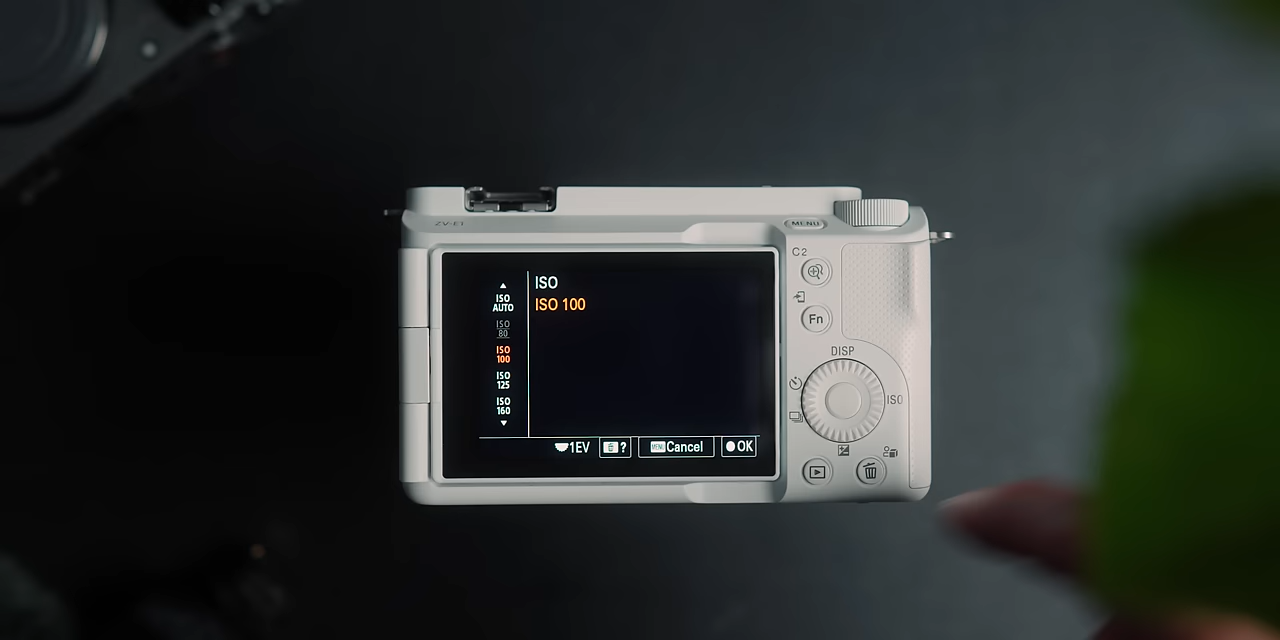 ZV-E1
MENU
C2
Fn
DISP
ISO
ISO
ISO 100
ISO
AUTO
ISO
80
ISO
100
ISO
125
ISO
160
1EV
?
MENU Cancel
OK